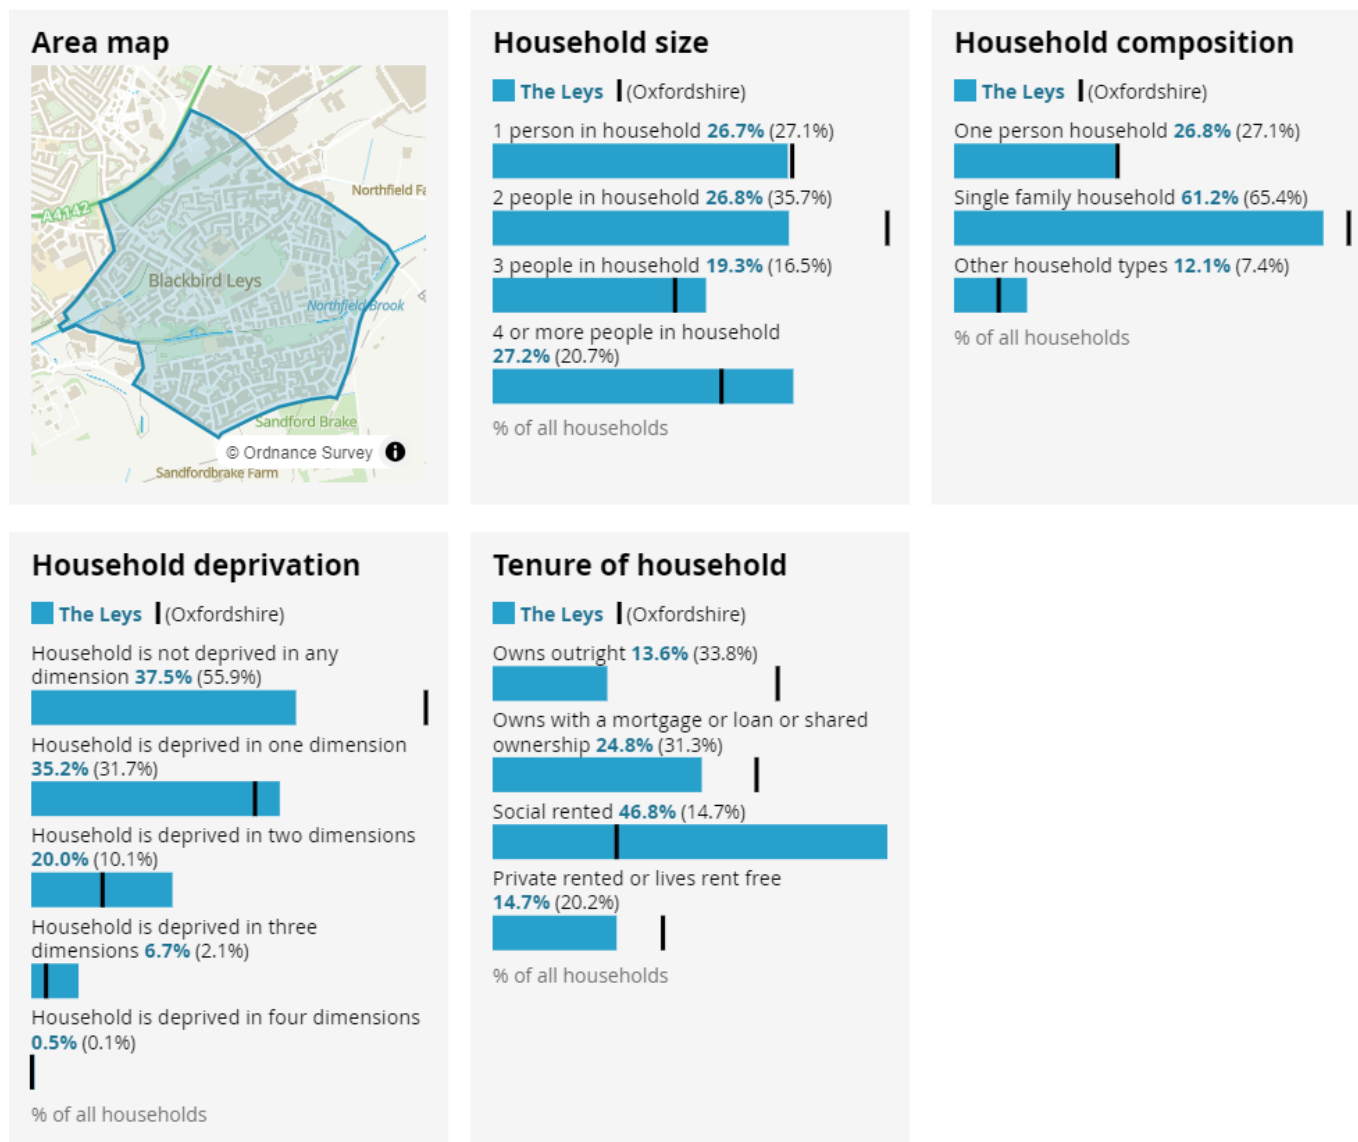 Area map
A4142
Northfield Fa
Blackbird Leys
Northfield Brook
Sandford Brake
© Ordnance Survey
Sandfordbrake Farm
Household size
The Leys (Oxfordshire)
1 person in household 26.7% (27.1%)
2 people in household 26.8% (35.7%)
3 people in household 19.3% (16.5%)
4 or more people in household
27.2% (20.7%)
% of all households
Household composition
The Leys (Oxfordshire)
One person household 26.8% (27.1%)
Single family household 61.2% (65.4%)
Other household types 12.1% (7.4%)
% of all households
Household deprivation
The Leys (Oxfordshire)
Household is not deprived in any
dimension 37.5% (55.9%)
Household is deprived in one dimension
35.2% (31.7%)
Household is deprived in two dimensions
20.0% (10.1%)
Household is deprived in three
dimensions 6.7% (2.1%)
Household is deprived in four dimensions
0.5% (0.1%)
% of all households
Tenure of household
The Leys (Oxfordshire)
Owns outright 13.6% (33.8%)
Owns with a mortgage or loan or shared
ownership 24.8% (31.3%)
Social rented 46.8% (14.7%)
Private rented or lives rent free
14.7% (20.2%)
% of all households